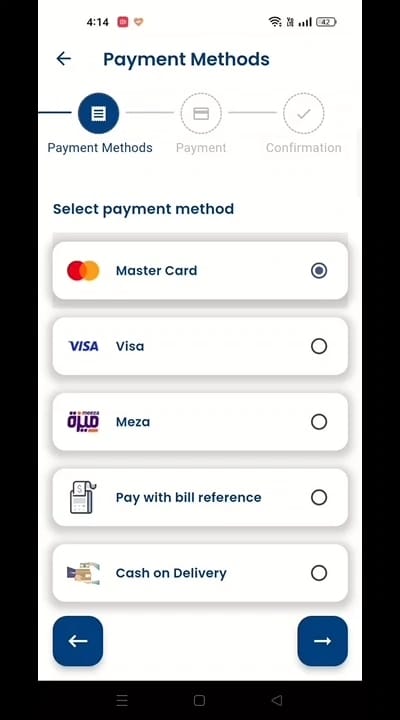 4:14
42
Payment Methods
Payment Methods
Payment
Confirmation
Select payment method
Master Card
VISA
Visa
meeza
ميزة
Meza
Pay with bill reference
Cash on Delivery